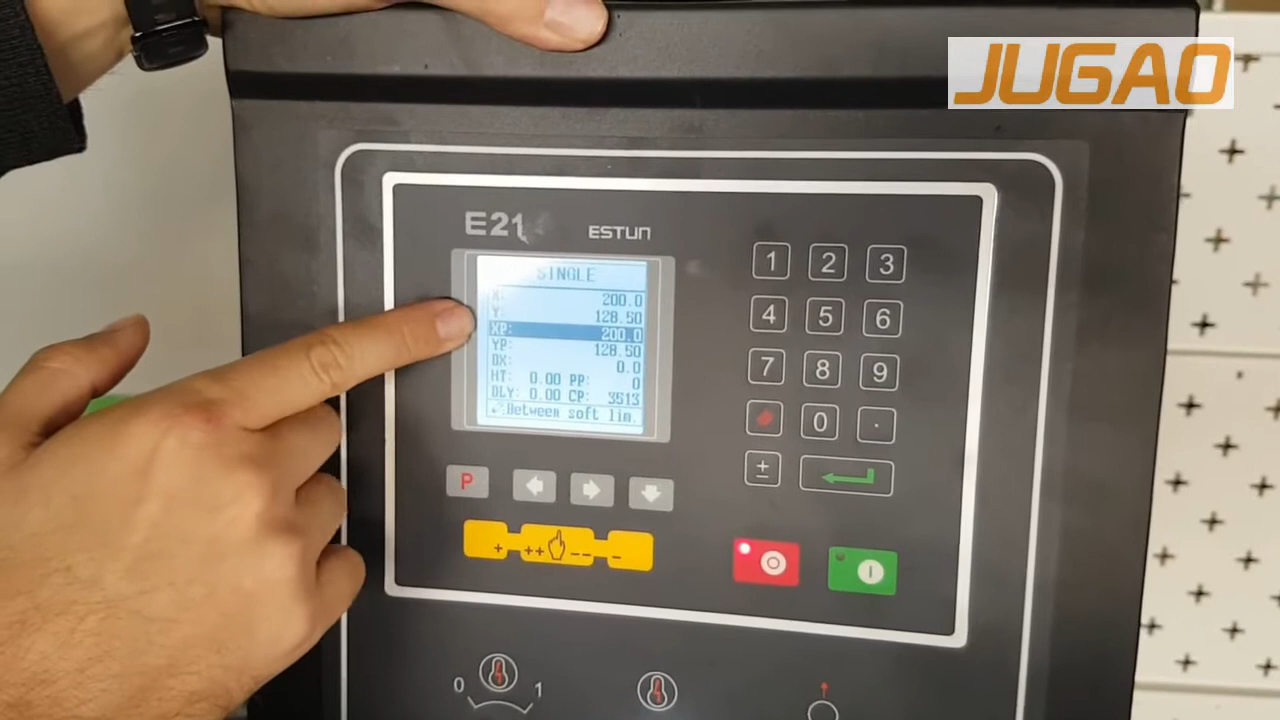 JUGAO
E21
ESTUN
SINGLE
X: 200.0
Y: 128.50
XP: 200.0
YP: 128.50
DX: 0.0
HT: 0.00 PP: 0
DLY: 0.00 CP: 3513
Between soft lim.
1 2 3
4 5 6
7 8 9
0 .
±
P
+ ++ -- -
0 1